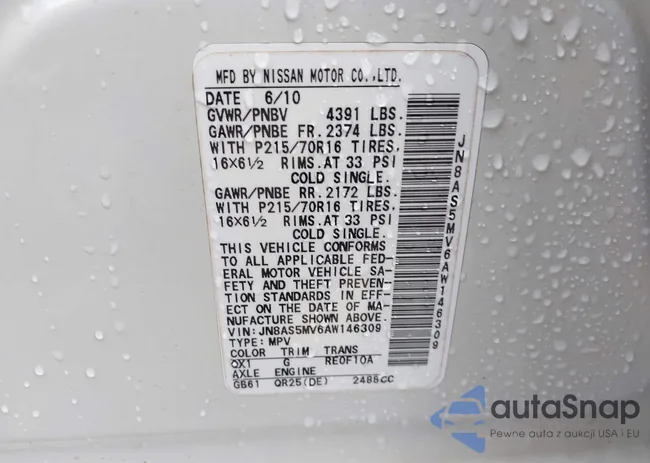 MFD BY NISSAN MOTOR CO.,LTD.
DATE 6/10
GVWR/PNBV 4391 LBS.
GAWR/PNBE FR. 2374 LBS.
WITH P215/70R16 TIRES.
16X6½ RIMS. AT 33 PSI
COLD SINGLE.
GAWR/PNBE RR. 2172 LBS.
WITH P215/70R16 TIRES.
16X6½ RIMS. AT 33 PSI
COLD SINGLE.
THIS VEHICLE CONFORMS
TO ALL APPLICABLE FED-
ERAL MOTOR VEHICLE SA-
FETY AND THEFT PREVEN-
TION STANDARDS IN EFF-
ECT ON THE DATE OF MA-
NUFACTURE SHOWN ABOVE.
VIN: JN8AS5MV6AW146309
TYPE: MPV
COLOR TRIM TRANS
QX1 G RE0F10A
AXLE ENGINE
GB61 QR25(DE) 2488CC
JN8AS5MV6AW146309
autaSnap
Pewne auta z aukcji USA i EU